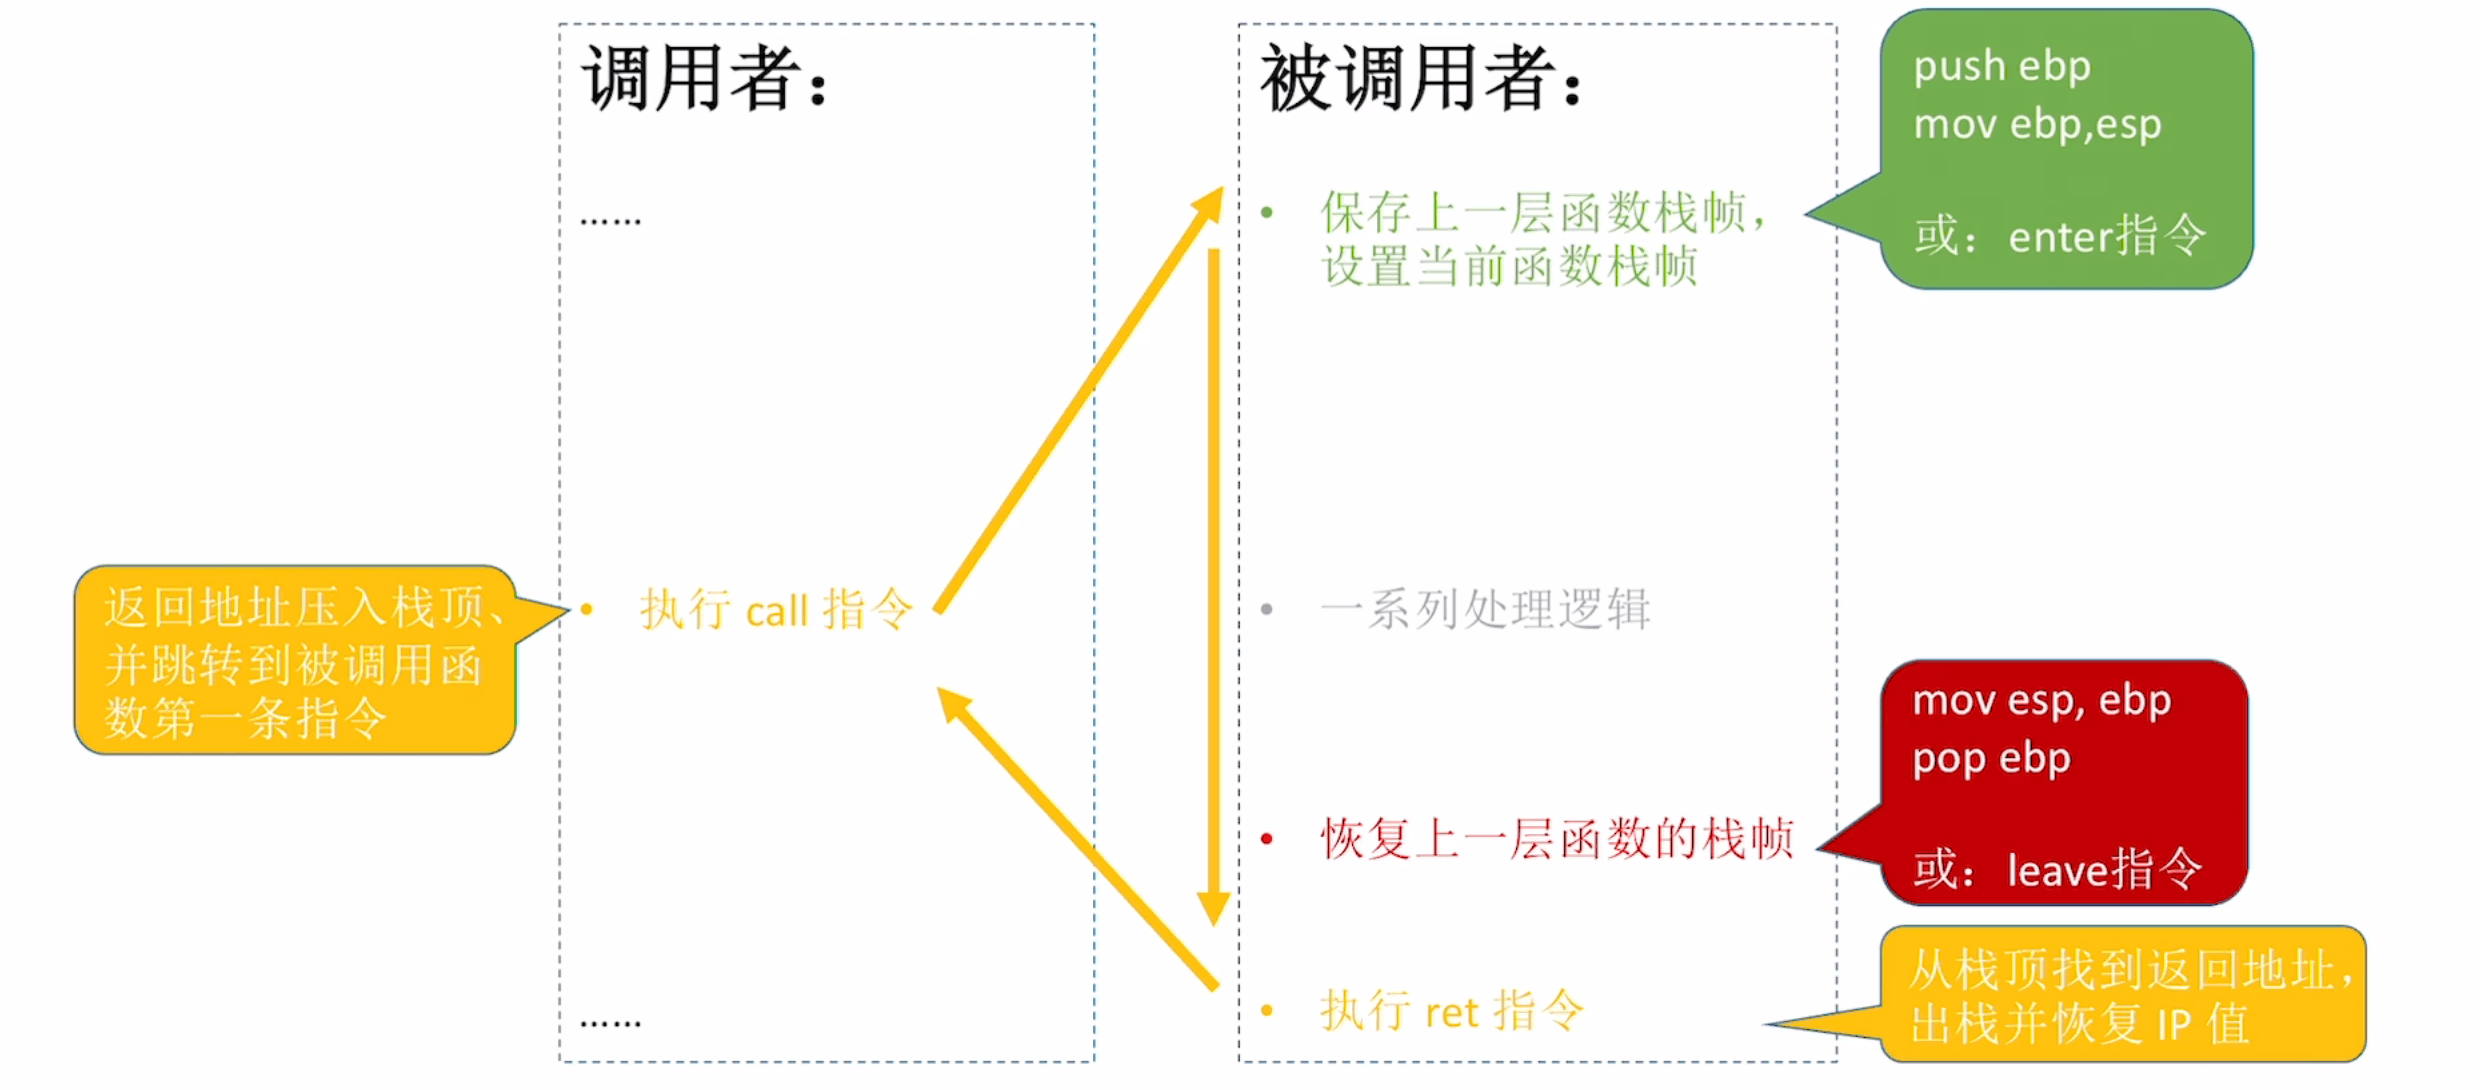 调用者：
……
返回地址压入栈顶、
并跳转到被调用函
数第一条指令
• 执行 call 指令
……
被调用者：
• 保存上一层函数栈帧，
设置当前函数栈帧
push ebp
mov ebp,esp
或：enter指令
• 一系列处理逻辑
• 恢复上一层函数的栈帧
mov esp, ebp
pop ebp
或：leave指令
• 执行 ret 指令
从栈顶找到返回地址，
出栈并恢复 IP 值